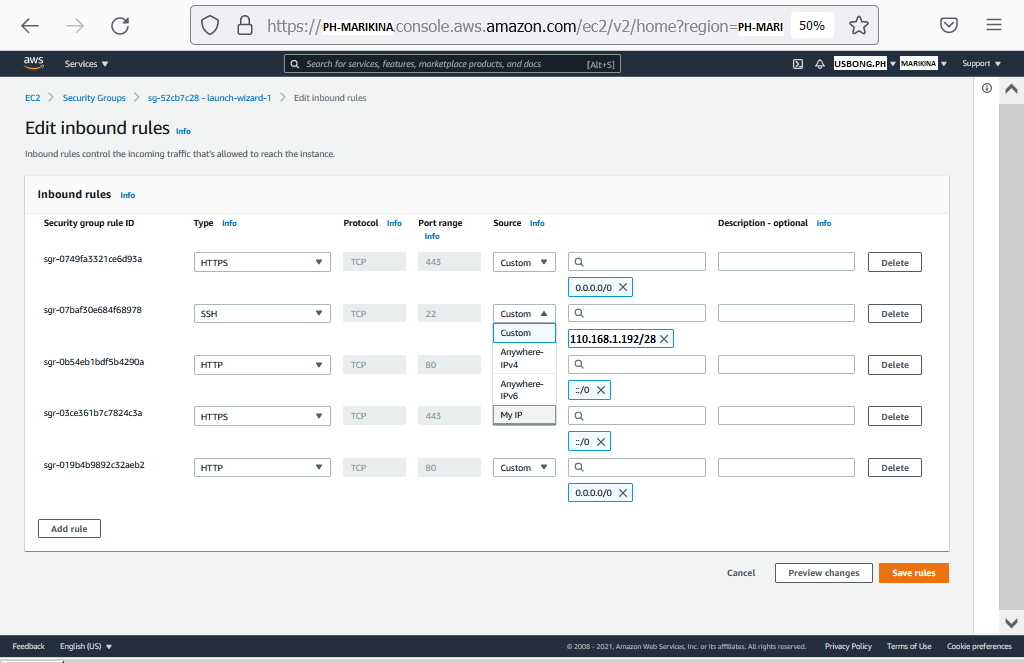 https://PH-MARIKINA.console.aws.amazon.com/ec2/v2/home?region=PH-MARI 50%
aws Services Search for services, features, marketplace products, and docs [Alt+S] USBONG.PH MARIKINA Support
EC2 Security Groups sg-52cb7c28 - launch-wizard-1 Edit inbound rules
Edit inbound rules Info
Inbound rules control the incoming traffic that's allowed to reach the instance.
Inbound rules Info
Security group rule ID Type Info Protocol Info Port range Source Info Description - optional Info
Info
sgr-0749fa3321ce6d93a HTTPS TCP 443 Custom Delete
0.0.0.0/0
sgr-07baf30e684f68978 SSH TCP 22 Custom Delete
Custom
110.168.1.192/28
Anywhere-
IPv4
sgr-0b54eb1bdf5b4290a HTTP TCP 80 Delete
Anywhere-
IPv6
::/0
sgr-03ce361b7c7824c3a HTTPS TCP 443 My IP Delete
::/0
sgr-019b4b9892c32aeb2 HTTP TCP 80 Custom Delete
0.0.0.0/0
Add rule
Cancel Preview changes Save rules
Feedback English (US) © 2008 - 2021, Amazon Web Services, Inc. or its affiliates. All rights reserved. Privacy Policy Terms of Use Cookie preferences